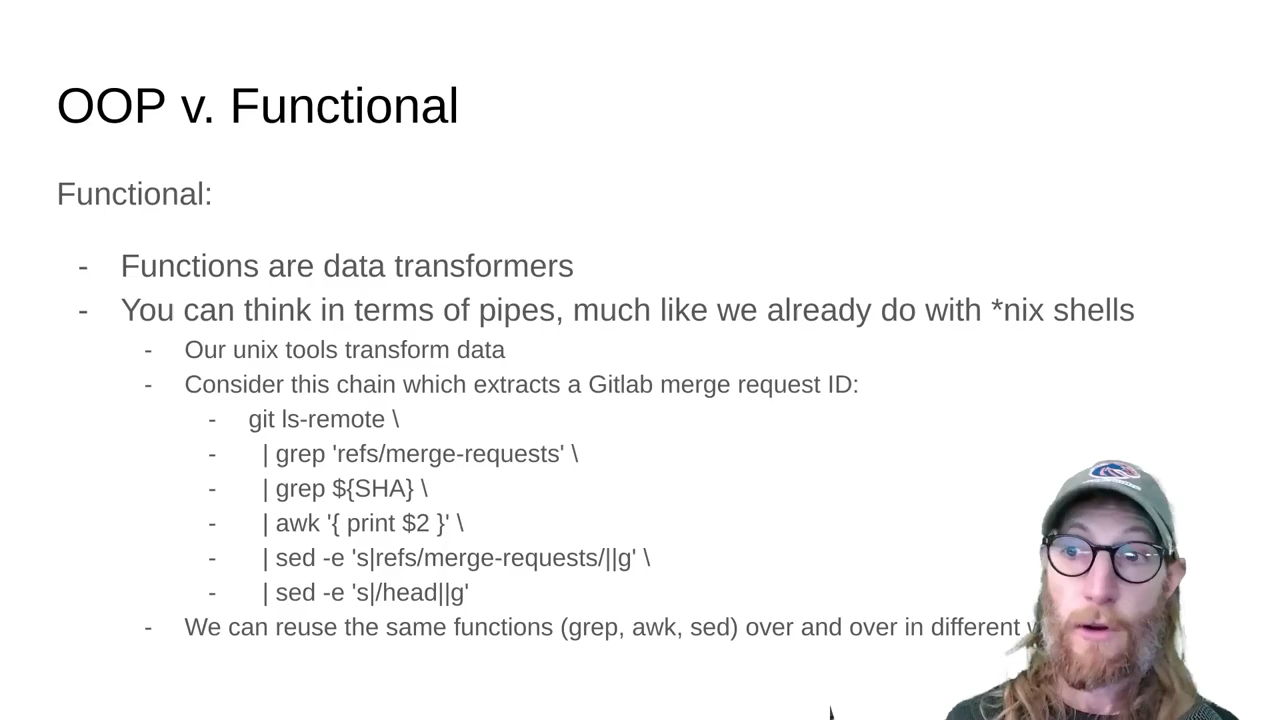 OOP v. Functional
Functional:
- Functions are data transformers
- You can think in terms of pipes, much like we already do with *nix shells
- Our unix tools transform data
- Consider this chain which extracts a Gitlab merge request ID:
- git ls-remote \
- | grep 'refs/merge-requests' \
- | grep ${SHA} \
- | awk '{ print $2 }' \
- | sed -e 's|refs/merge-requests/||g' \
- | sed -e 's|/head||g'
- We can reuse the same functions (grep, awk, sed) over and over in different